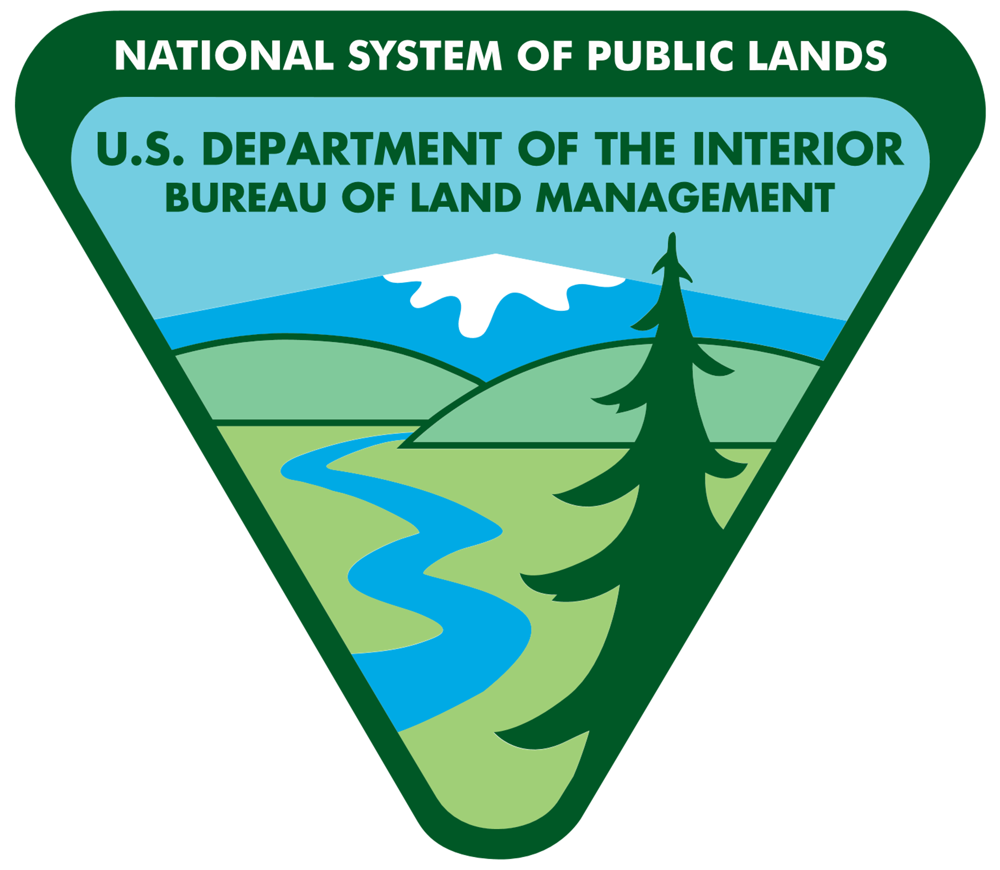 NATIONAL SYSTEM OF PUBLIC LANDS
U.S. DEPARTMENT OF THE INTERIOR
BUREAU OF LAND MANAGEMENT